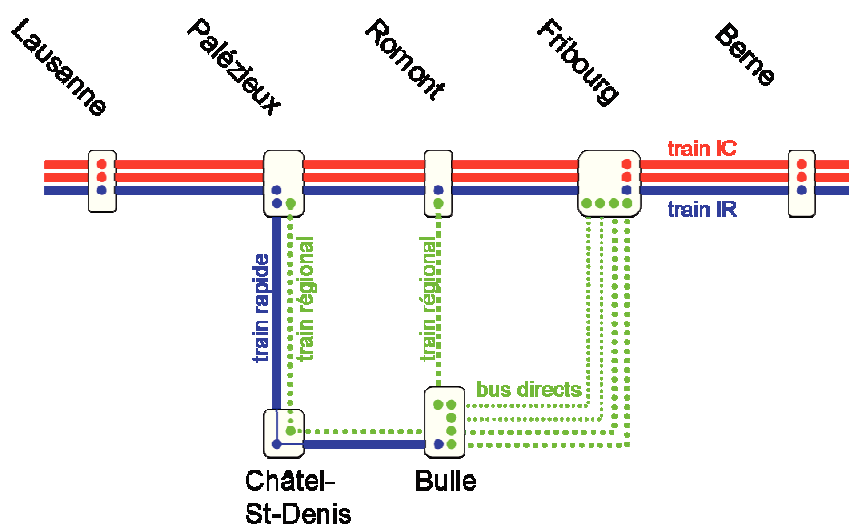 Lausanne
Palézieux
Romont
Fribourg
Berne
train IC
train IR
train rapide
train régional
train régional
bus directs
Châtel-
St-Denis
Bulle